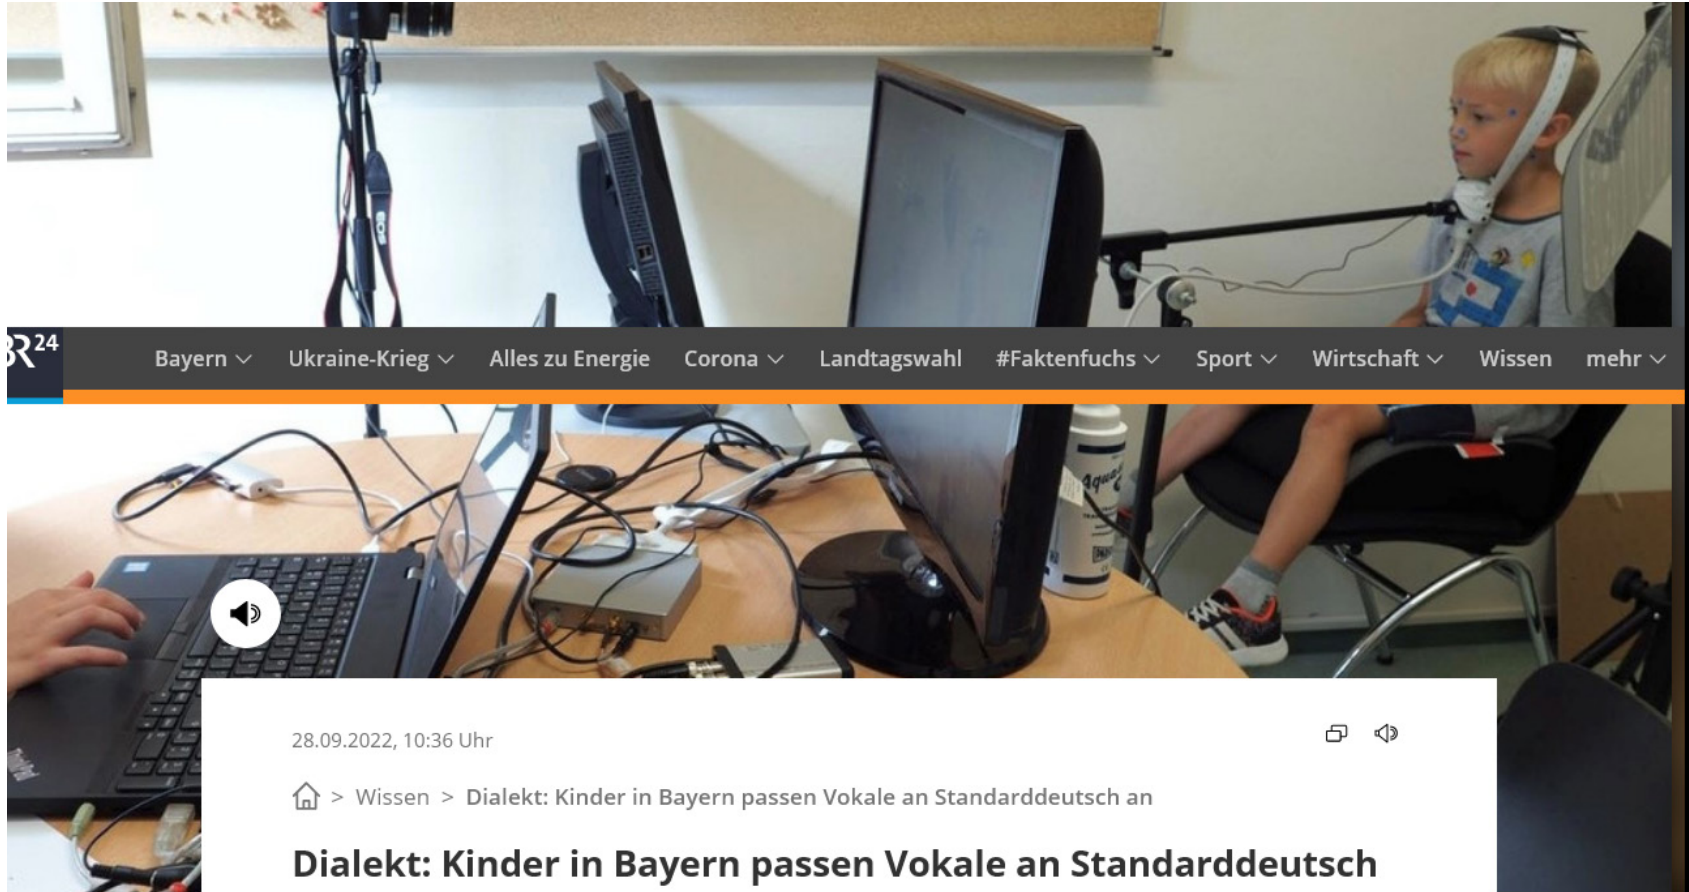 EOS
BR24
Bayern
Ukraine-Krieg
Alles zu Energie
Corona
Landtagswahl
#Faktenfuchs
Sport
Wirtschaft
Wissen
mehr
Aqua
28.09.2022, 10:36 Uhr
> Wissen > Dialekt: Kinder in Bayern passen Vokale an Standarddeutsch an
Dialekt: Kinder in Bayern passen Vokale an Standarddeutsch